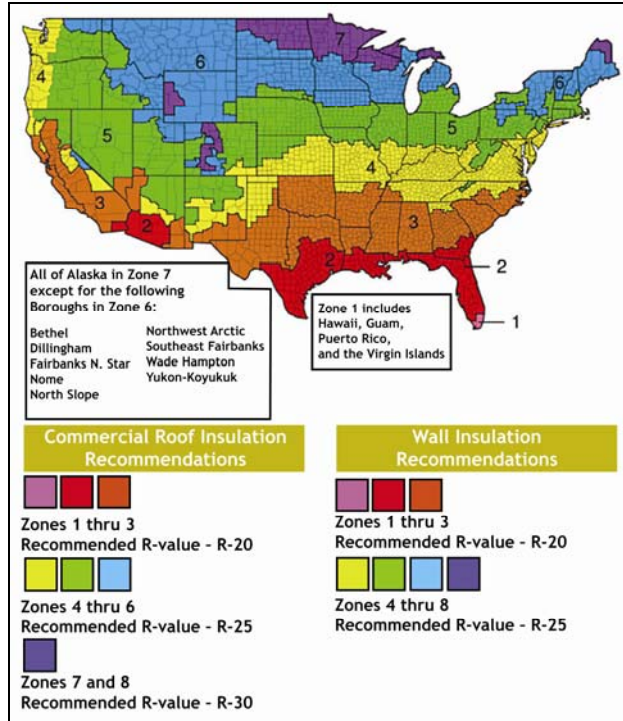 7
6
6
4
5
5
4
3
3
2
2
2
1
All of Alaska in Zone 7
except for the following
Boroughs in Zone 6:
Bethel
Dillingham
Fairbanks N. Star
Nome
North Slope
Northwest Arctic
Southeast Fairbanks
Wade Hampton
Yukon-Koyukuk
Zone 1 includes
Hawaii, Guam,
Puerto Rico,
and the Virgin Islands
Commercial Roof Insulation
Recommendations
Zones 1 thru 3
Recommended R-value - R-20
Zones 4 thru 6
Recommended R-value - R-25
Zones 7 and 8
Recommended R-value - R-30
Wall Insulation
Recommendations
Zones 1 thru 3
Recommended R-value - R-20
Zones 4 thru 8
Recommended R-value - R-25